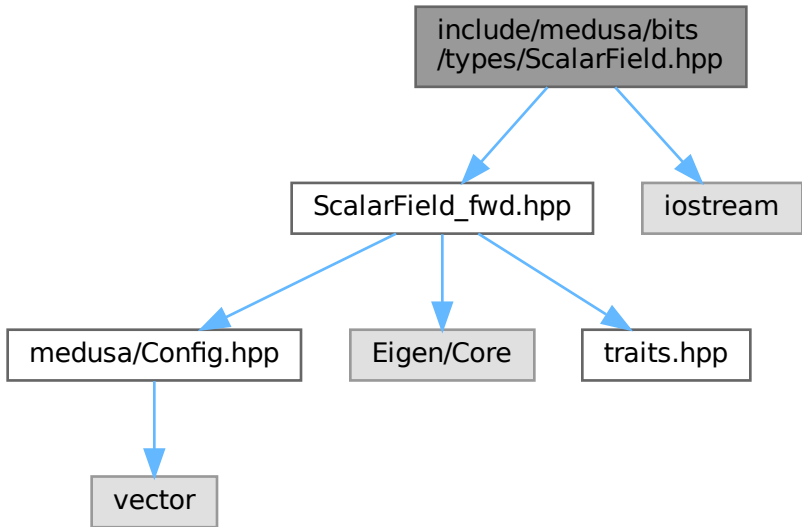 include/medusa/bits
/types/ScalarField.hpp
ScalarField_fwd.hpp
iostream
medusa/Config.hpp
Eigen/Core
traits.hpp
vector